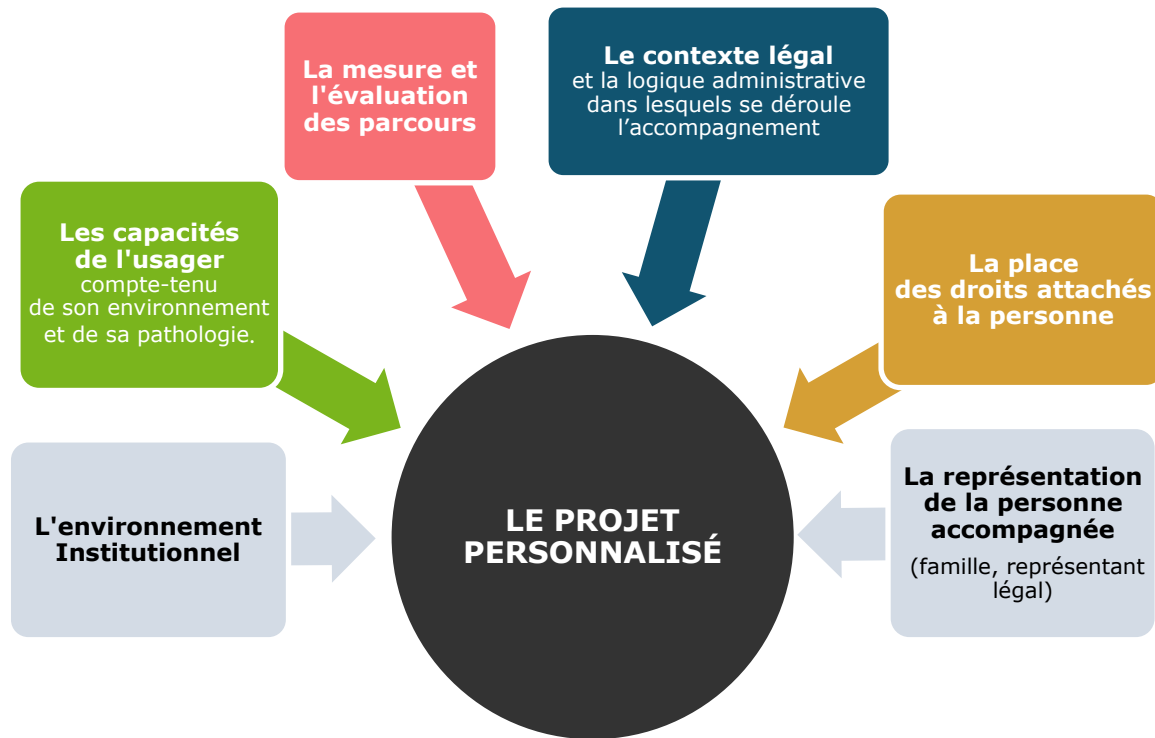 La mesure et
l'évaluation
des parcours
Le contexte légal
et la logique administrative
dans lesquels se déroule
l’accompagnement
Les capacités
de l'usager
compte-tenu
de son environnement
et de sa pathologie.
La place
des droits attachés
à la personne
L'environnement
Institutionnel
LE PROJET
PERSONNALISÉ
La représentation
de la personne
accompagnée
(famille, représentant
légal)